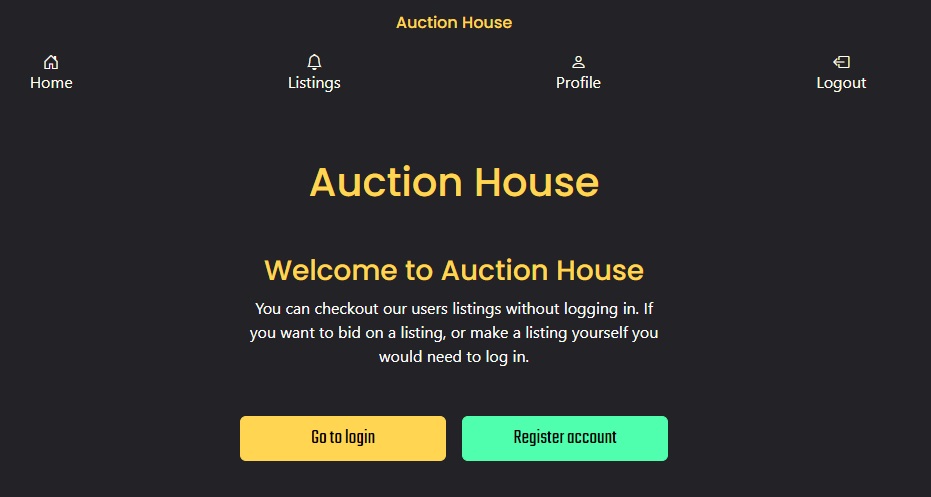 Auction House
Home Listings Profile Logout
Auction House
Welcome to Auction House
You can checkout our users listings without logging in. If
you want to bid on a listing, or make a listing yourself you
would need to log in.
Go to login Register account